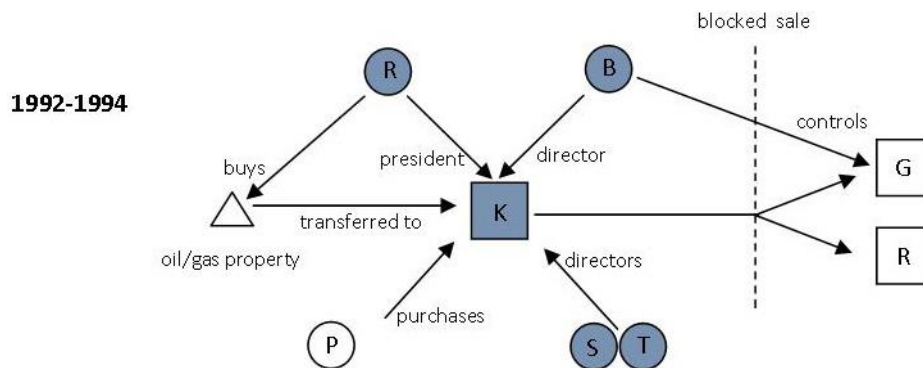 blocked sale
R
B
1992-1994
controls
buys
president
director
G
K
transferred to
oil/gas property
directors
R
purchases
P
S
T